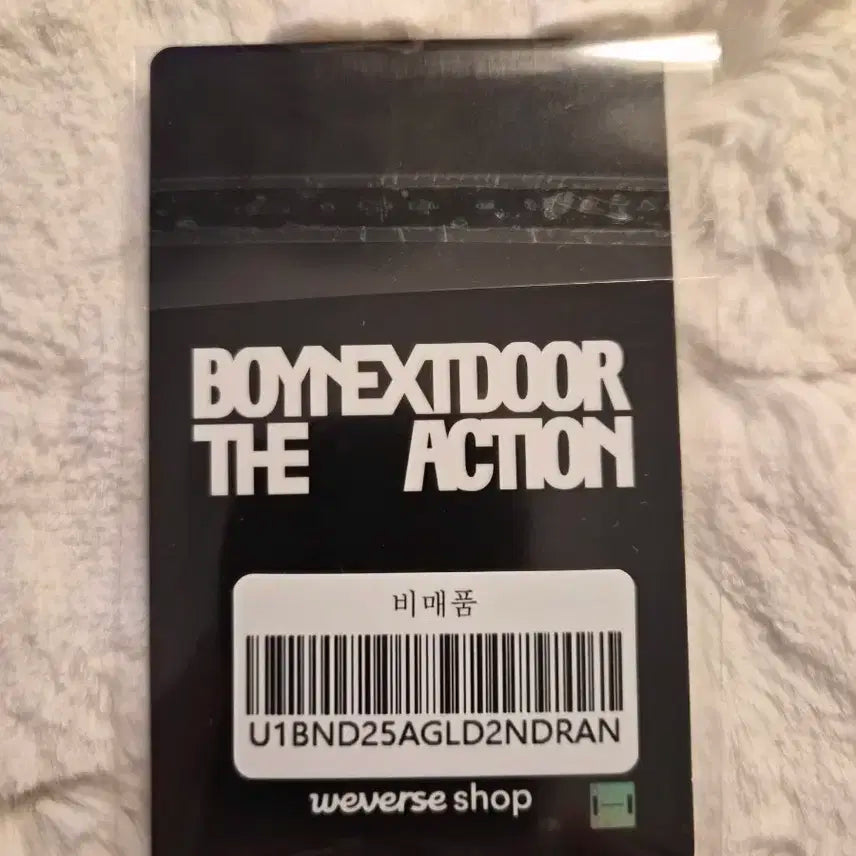 BOYNEXTDOOR
THE ACTION
비매품
U1BND25AGLD2NDRAN
weverse shop